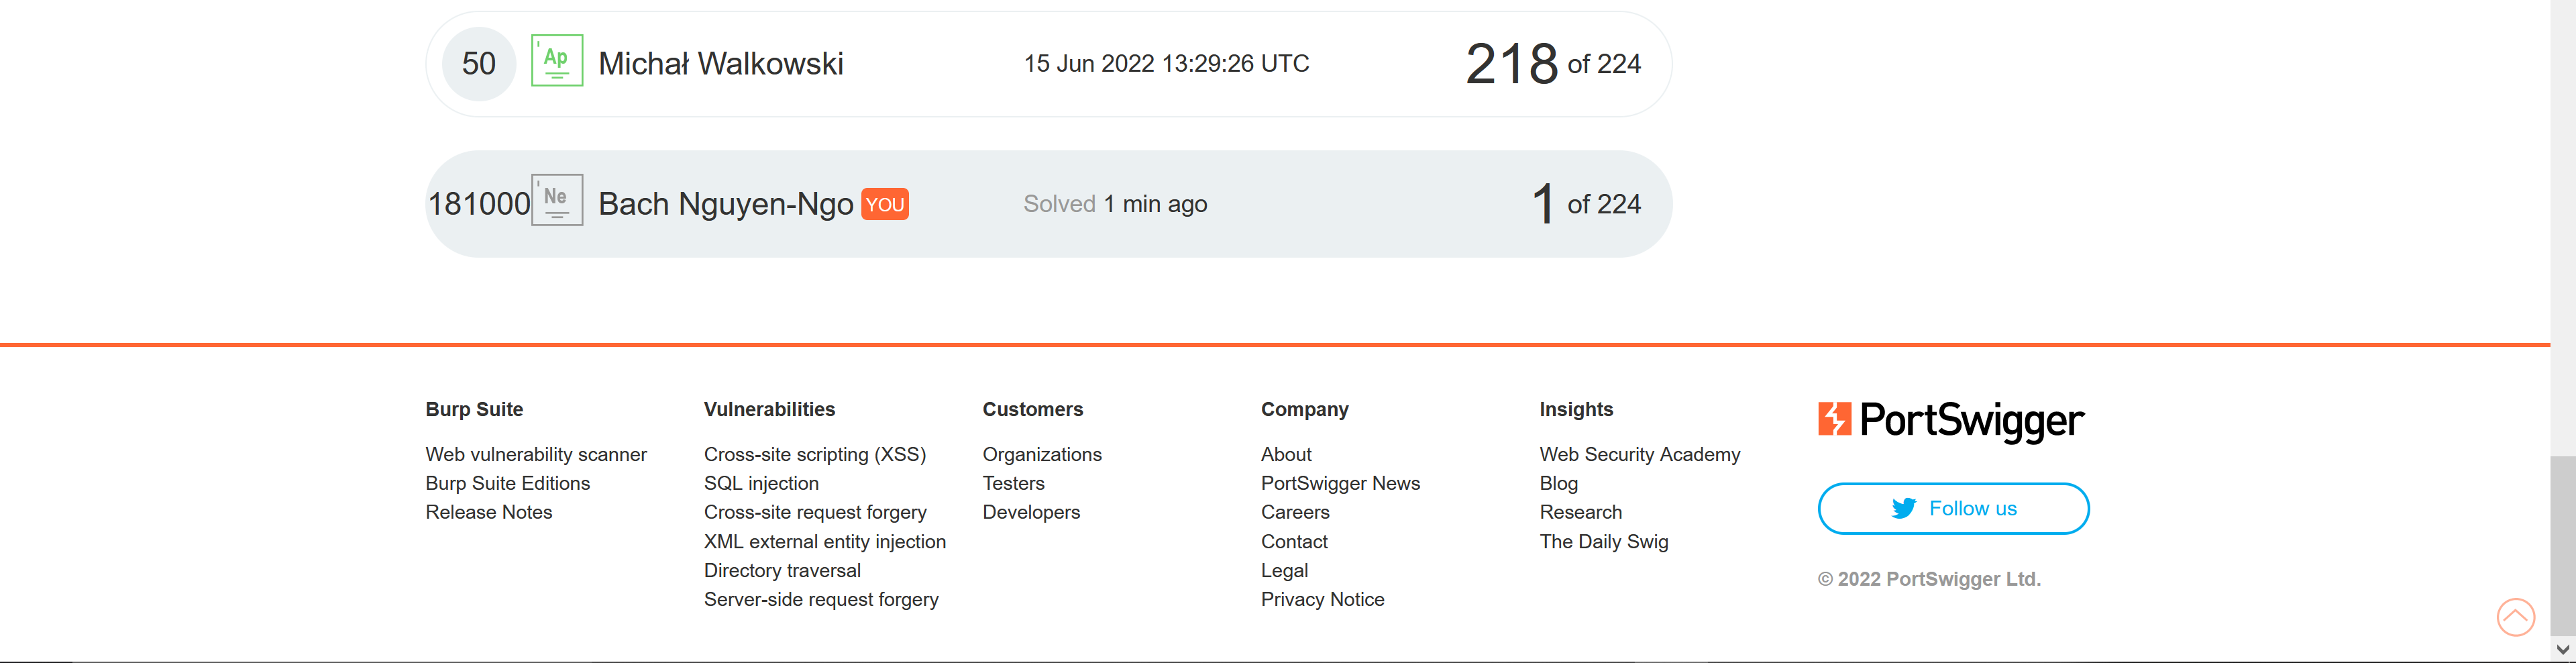 50 Ap Michał Walkowski 15 Jun 2022 13:29:26 UTC 218 of 224
181000 Ne Bach Nguyen-Ngo YOU Solved 1 min ago 1 of 224
Burp Suite
Web vulnerability scanner
Burp Suite Editions
Release Notes
Vulnerabilities
Cross-site scripting (XSS)
SQL injection
Cross-site request forgery
XML external entity injection
Directory traversal
Server-side request forgery
Customers
Organizations
Testers
Developers
Company
About
PortSwigger News
Careers
Contact
Legal
Privacy Notice
Insights
Web Security Academy
Blog
Research
The Daily Swig
PortSwigger
Follow us
© 2022 PortSwigger Ltd.